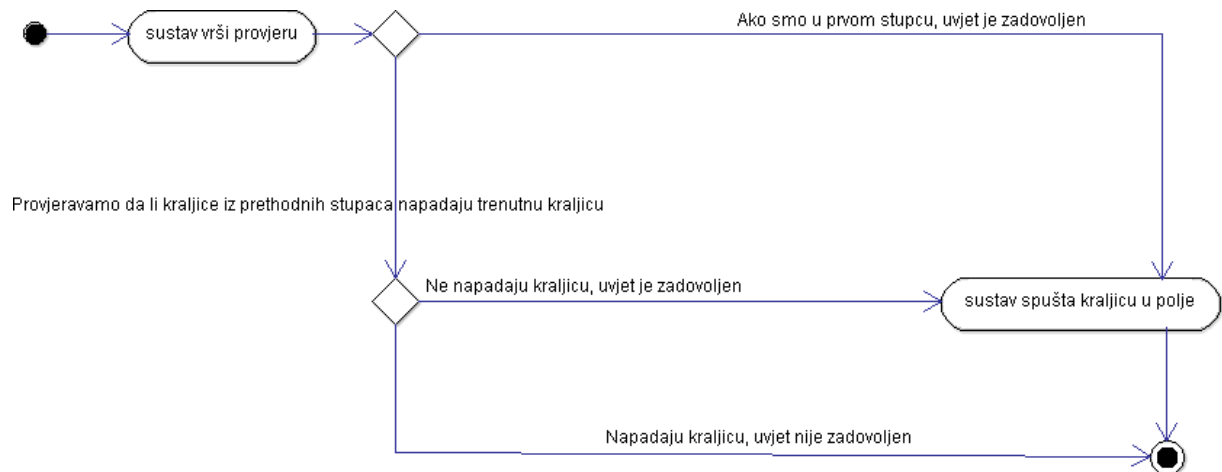 Ako smo u prvom stupcu, uvjet je zadovoljen
sustav vrši provjeru
Provjeravamo da li kraljice iz prethodnih stupaca napadaju trenutnu kraljicu
Ne napadaju kraljicu, uvjet je zadovoljen
sustav spušta kraljicu u polje
Napadaju kraljicu, uvjet nije zadovoljen